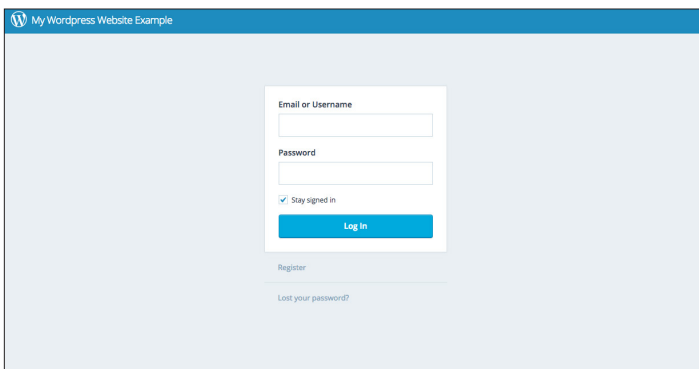 My Wordpress Website Example
Email or Username
Password
Stay signed in
Log In
Register
Lost your password?